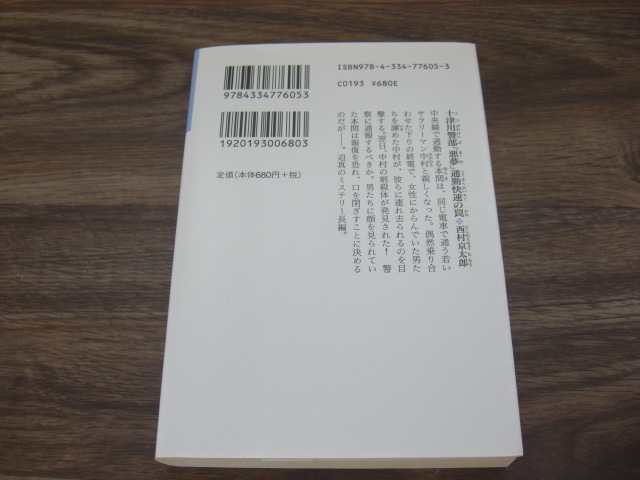 ISBN978-4-334-77605-3
C0193 ¥680E
9784334776053
1920193006803
定価(本体680円+税)
十津川警部「悪夢」通勤快速の罠 西村京太郎
中央線で通勤する本間は、同じ電車で通う若い
サラリーマン中村と親しくなった。偶然乗り合
わせた下りの終電で、女性にからんでいた男た
ちを諫めた中村が、彼らに連れ去られるのを目
撃する。翌日、中村の刺殺体が発見された! 警
察に通報するべきか。男たちに顔を見られてい
た本間は報復を恐れ、口を閉ざすことに決める
のだが――。迫真のミステリー長編。